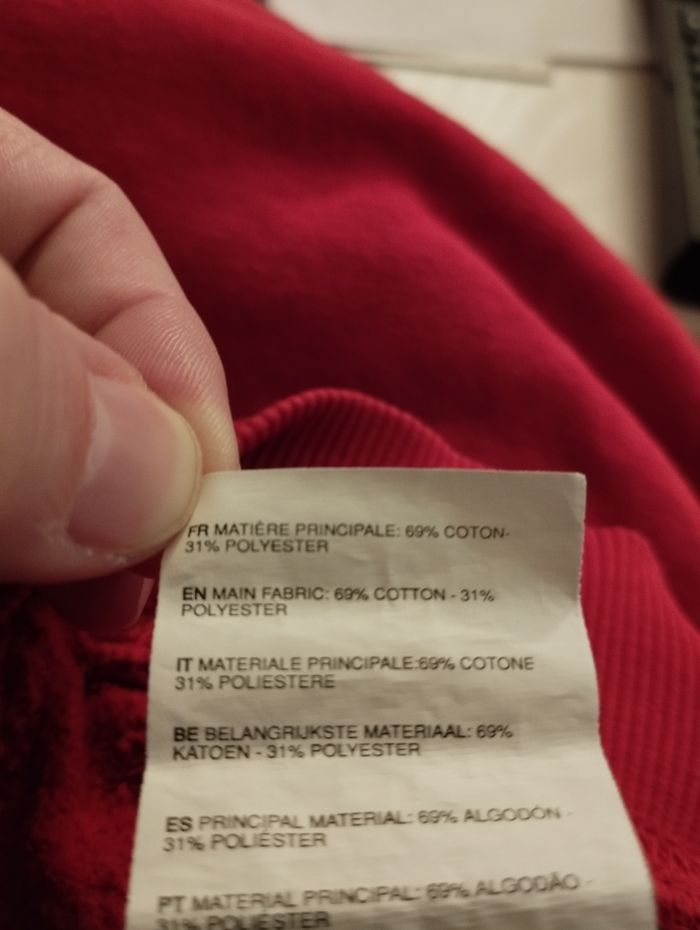 FR MATIÈRE PRINCIPALE: 69% COTON-
31% POLYESTER
EN MAIN FABRIC: 69% COTTON - 31%
POLYESTER
IT MATERIALE PRINCIPALE:69% COTONE
31% POLIESTERE
BE BELANGRIJKSTE MATERIAAL: 69%
KATOEN - 31% POLYESTER
ES PRINCIPAL MATERIAL: 69% ALGODÓN -
31% POLIÉSTER
PT MATERIAL PRINCIPAL: 69% ALGODÃO -
31% POLIÉSTER